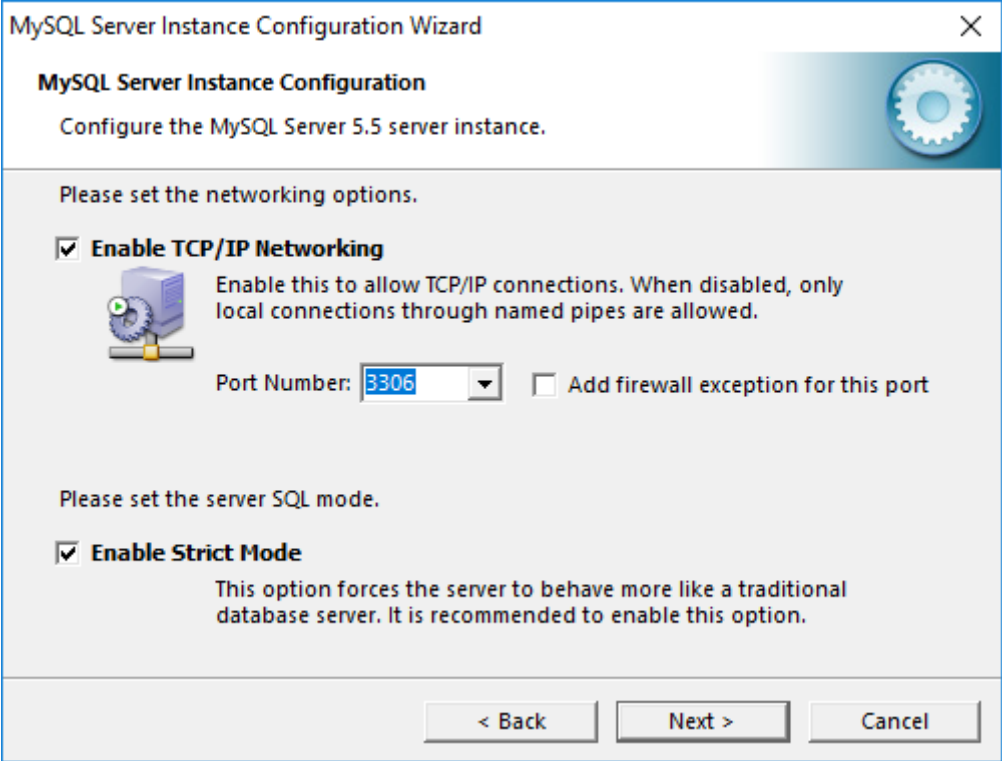 MySQL Server Instance Configuration Wizard
MySQL Server Instance Configuration
Configure the MySQL Server 5.5 server instance.
Please set the networking options.
Enable TCP/IP Networking
Enable this to allow TCP/IP connections. When disabled, only
local connections through named pipes are allowed.
Port Number: 3306 Add firewall exception for this port
Please set the server SQL mode.
Enable Strict Mode
This option forces the server to behave more like a traditional
database server. It is recommended to enable this option.
< Back Next > Cancel